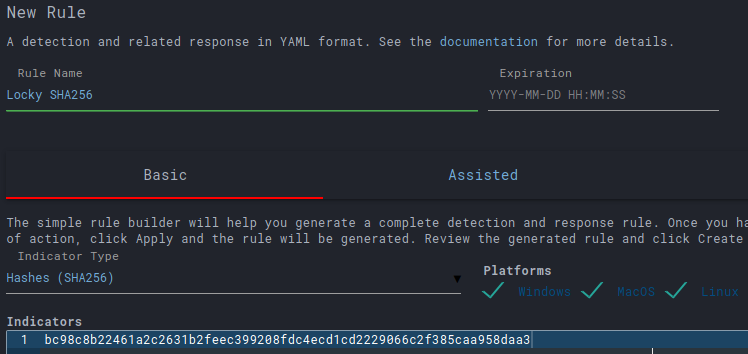 New Rule
A detection and related response in YAML format. See the documentation for more details.
Rule Name
Expiration
Locky SHA256
YYYY-MM-DD HH:MM:SS
Basic
Assisted
The simple rule builder will help you generate a complete detection and response rule. Once you ha
of action, click Apply and the rule will be generated. Review the generated rule and click Create
Indicator Type
Hashes (SHA256)
Platforms
Windows
MacOS
Linux
Indicators
1 bc98c8b22461a2c2631b2feec399208fdc4ecd1cd2229066c2f385caa958daa3